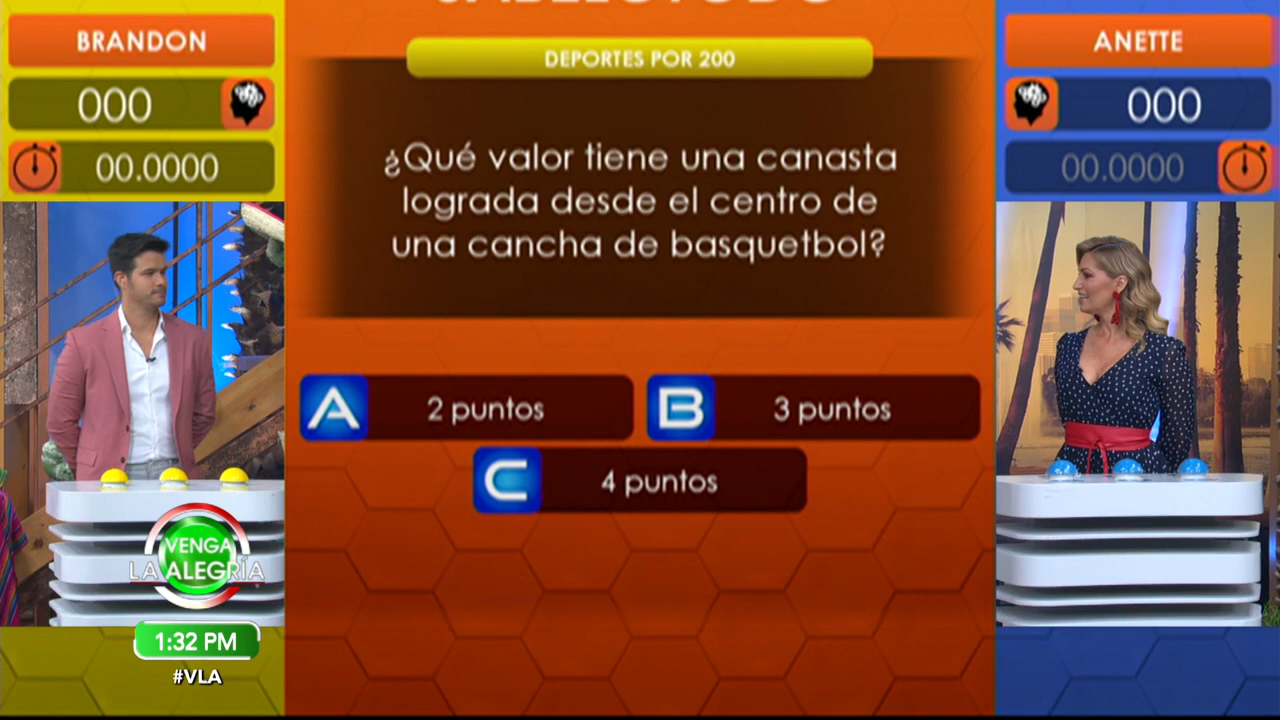 BRANDON
000
00.0000
DEPORTES POR 200
¿Qué valor tiene una canasta
lograda desde el centro de
una cancha de basquetbol?
A 2 puntos
B 3 puntos
C 4 puntos
ANETTE
000
00.0000
VENGA
LA ALEGRÍA
1:32 PM
#VLA